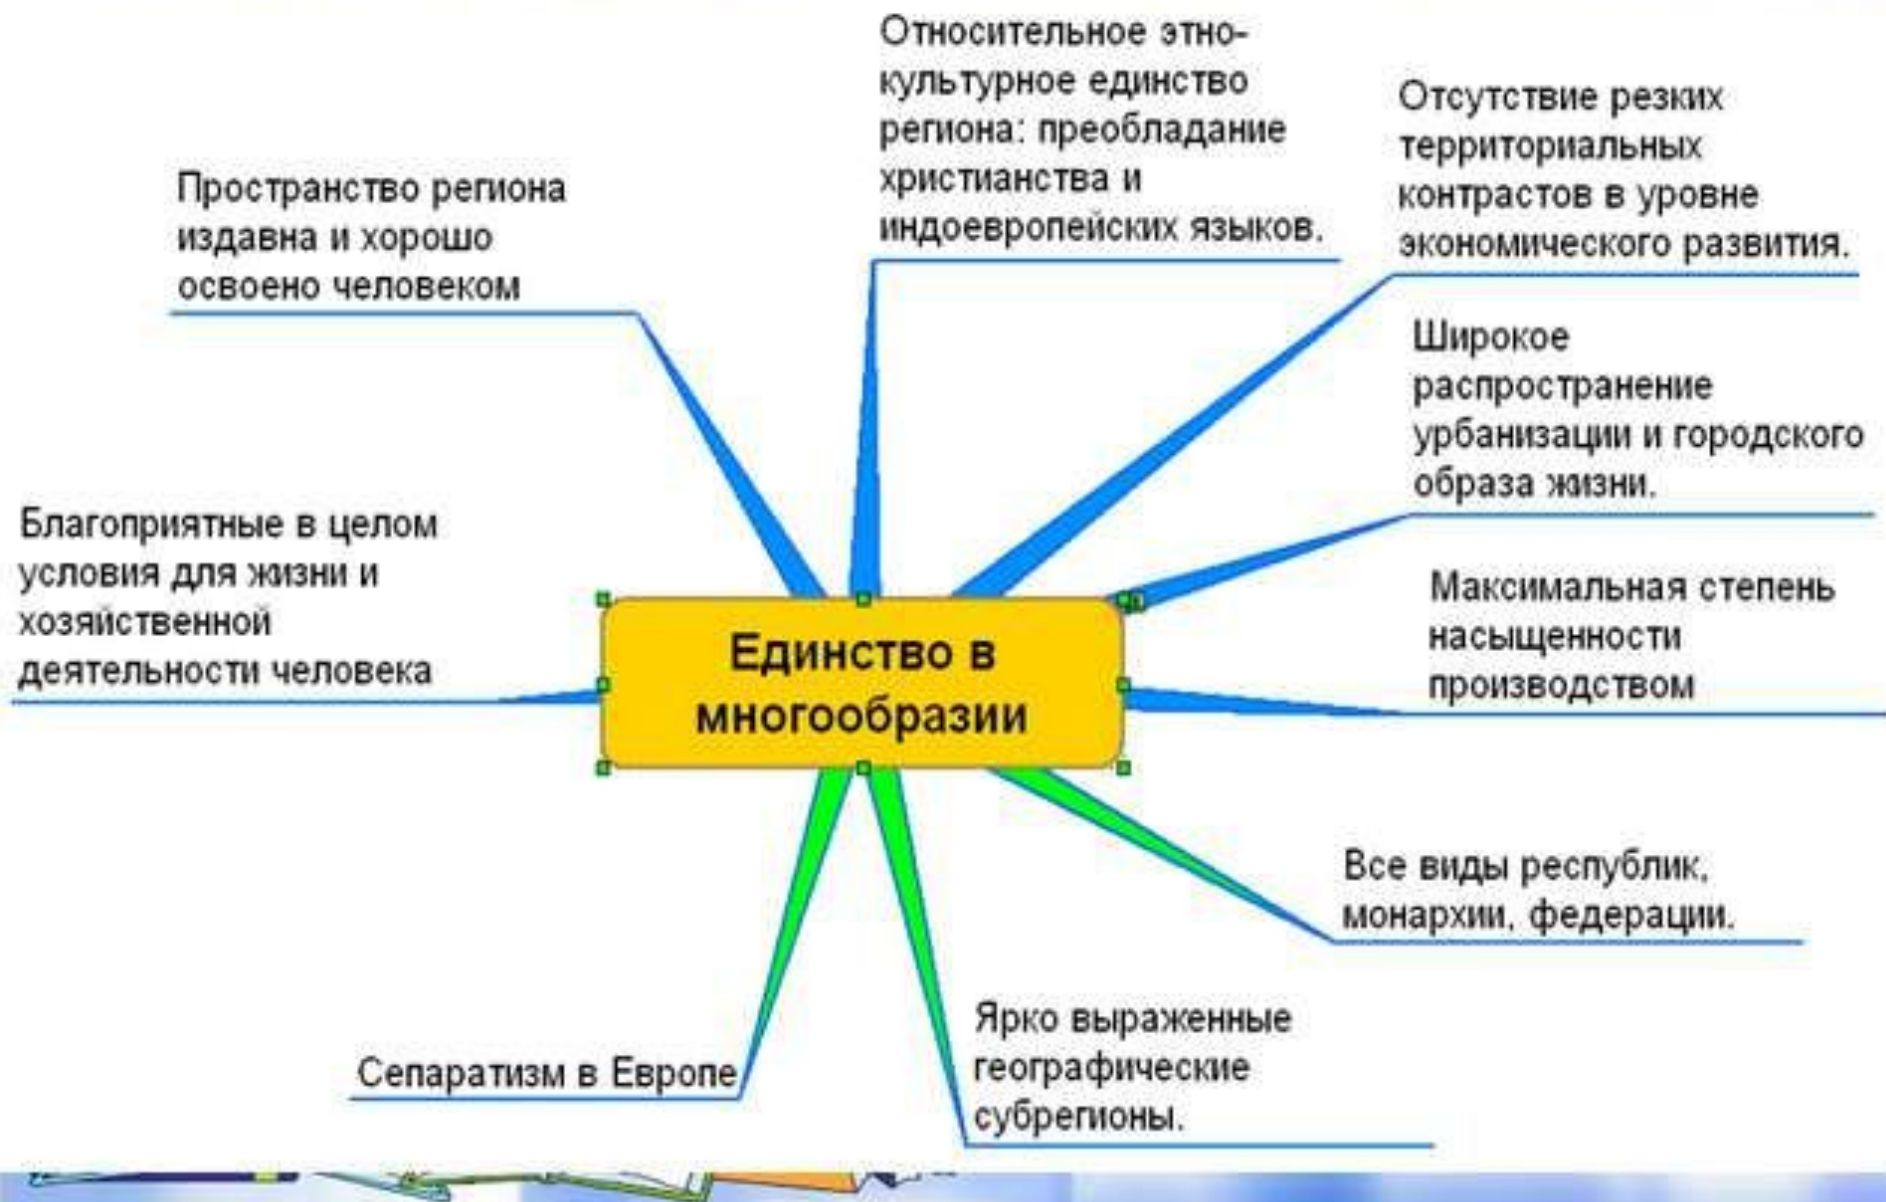 Относительное этно-
культурное единство
региона: преобладание
христианства и
индоевропейских языков.
Отсутствие резких
территориальных
контрастов в уровне
экономического развития.
Пространство региона
издавна и хорошо
освоено человеком
Широкое
распространение
урбанизации и городского
образа жизни.
Благоприятные в целом
условия для жизни и
хозяйственной
деятельности человека
Максимальная степень
насыщенности
производством
Единство в
многообразии
Все виды республик,
монархии, федерации.
Ярко выраженные
географические
субрегионы.
Сепаратизм в Европе